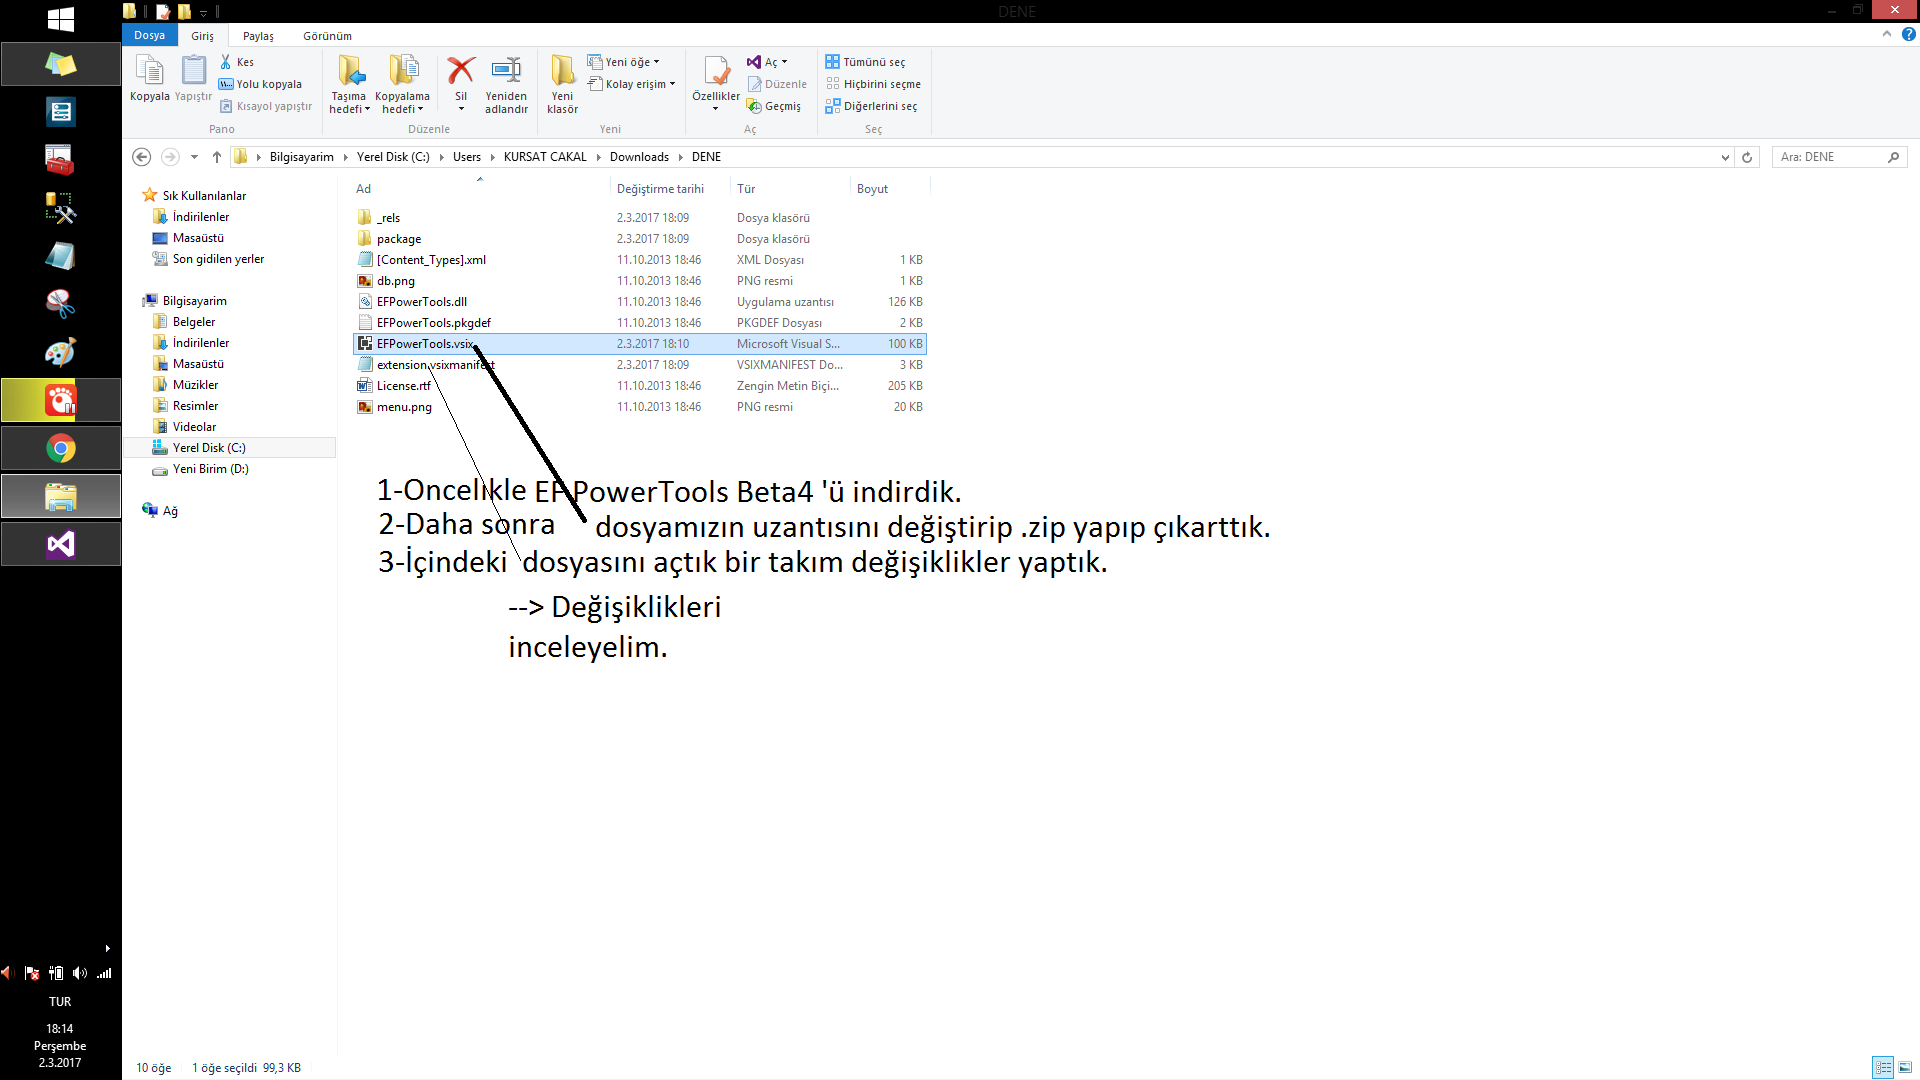 DENE
Dosya Giriş Paylaş Görünüm
Kopyala
Yapıştır
Kes
Yolu kopyala
Kısayol yapıştır
Pano
Taşıma hedefi
Kopyalama hedefi
Sil
Yeniden adlandır
Düzenle
Yeni klasör
Yeni öğe
Kolay erişim
Yeni
Özellikler
Aç
Düzenle
Geçmiş
Aç
Tümünü seç
Hiçbirini seçme
Diğerlerini seç
Seç
Bilgisayarim Yerel Disk (C:) Users KURSAT CAKAL Downloads DENE
Ara: DENE
Sık Kullanılanlar
İndirilenler
Masaüstü
Son gidilen yerler
Bilgisayarim
Belgeler
İndirilenler
Masaüstü
Müzikler
Resimler
Videolar
Yerel Disk (C:)
Yeni Birim (D:)
Ağ
Ad Değiştirme tarihi Tür Boyut
_rels 2.3.2017 18:09 Dosya klasörü
package 2.3.2017 18:09 Dosya klasörü
[Content_Types].xml 11.10.2013 18:46 XML Dosyası 1 KB
db.png 11.10.2013 18:46 PNG resmi 1 KB
EFPowerTools.dll 11.10.2013 18:46 Uygulama uzantısı 126 KB
EFPowerTools.pkgdef 11.10.2013 18:46 PKGDEF Dosyası 2 KB
EFPowerTools.vsix 2.3.2017 18:10 Microsoft Visual S... 100 KB
extension.vsixmanifest 2.3.2017 18:09 VSIXMANIFEST Do... 3 KB
License.rtf 11.10.2013 18:46 Zengin Metin Biçi... 205 KB
menu.png 11.10.2013 18:46 PNG resmi 20 KB
1-Oncelikle EF PowerTools Beta4 'ü indirdik.
2-Daha sonra dosyamızın uzantısını değiştirip .zip yapıp çıkarttık.
3-İçindeki dosyasını açtık bir takım değişiklikler yaptık.
--> Değişiklikleri
inceleyelim.
TUR
18:14
Perşembe
2.3.2017
10 öğe 1 öğe seçildi 99,3 KB